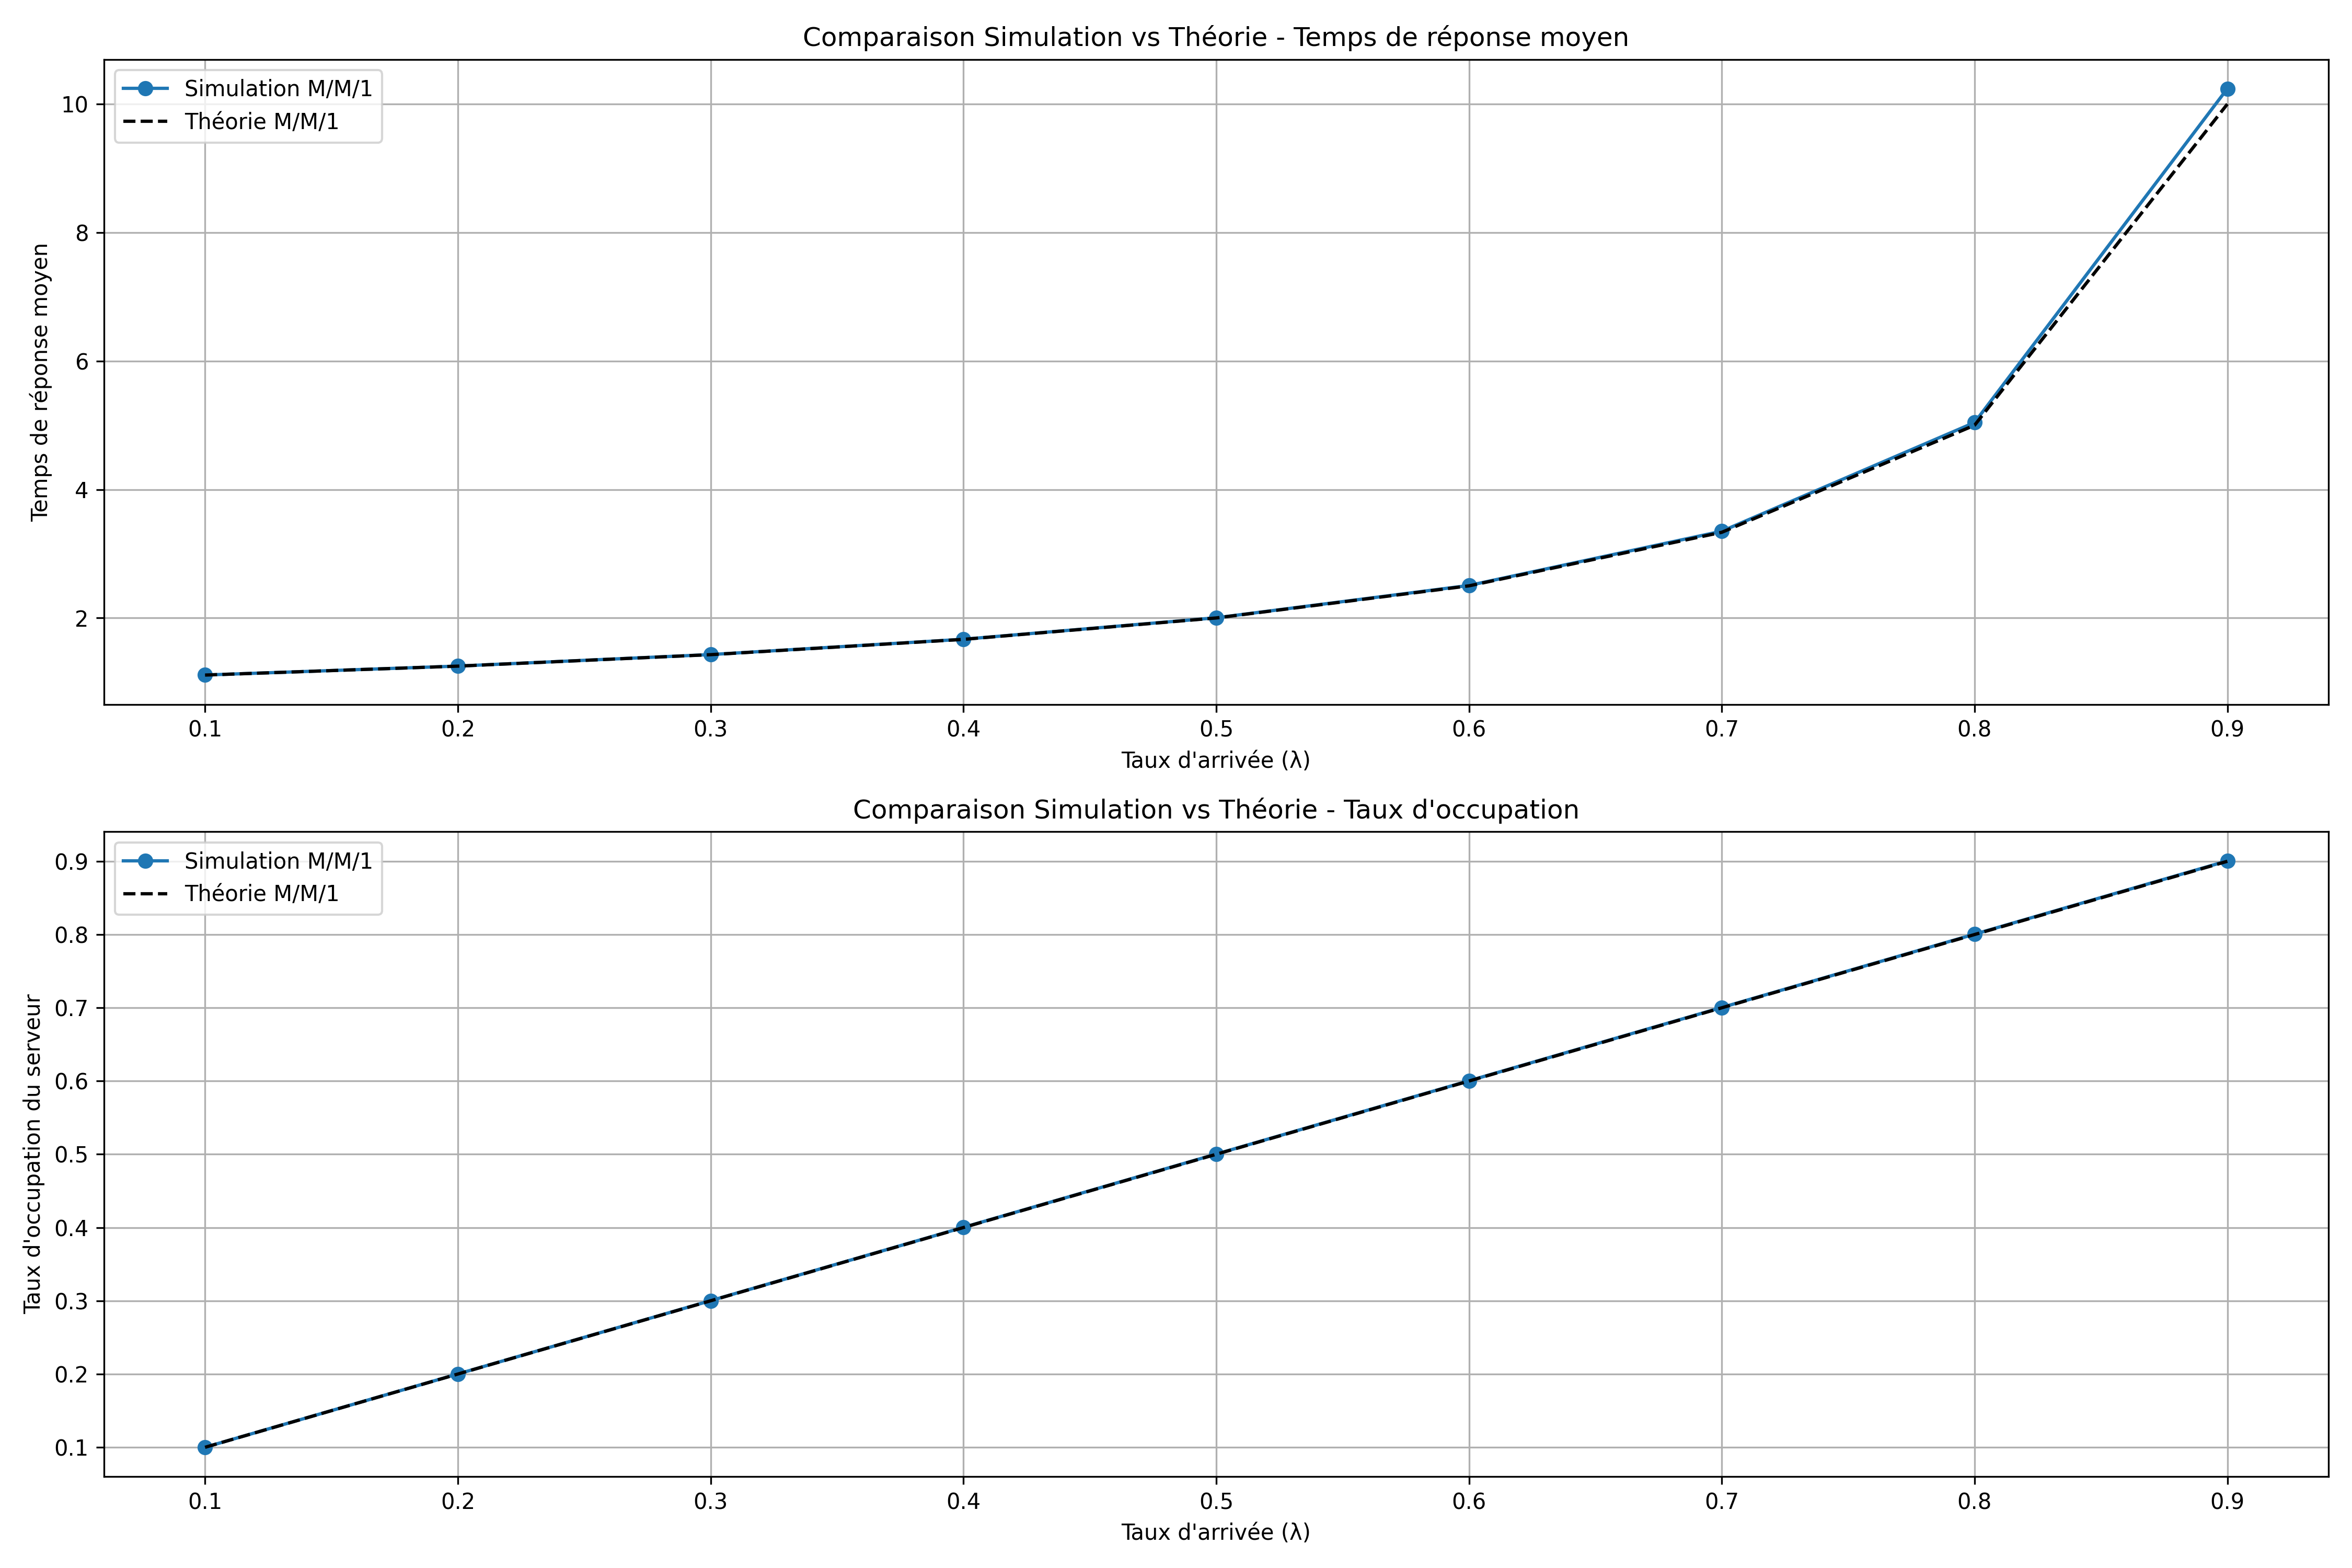 Comparaison Simulation vs Théorie - Temps de réponse moyen
Simulation M/M/1
Théorie M/M/1
10
8
6
4
2
Temps de réponse moyen
0.1 0.2 0.3 0.4 0.5 0.6 0.7 0.8 0.9
Taux d'arrivée (λ)
Comparaison Simulation vs Théorie - Taux d'occupation
Simulation M/M/1
Théorie M/M/1
0.9
0.8
0.7
0.6
0.5
0.4
0.3
0.2
0.1
Taux d'occupation du serveur
0.1 0.2 0.3 0.4 0.5 0.6 0.7 0.8 0.9
Taux d'arrivée (λ)